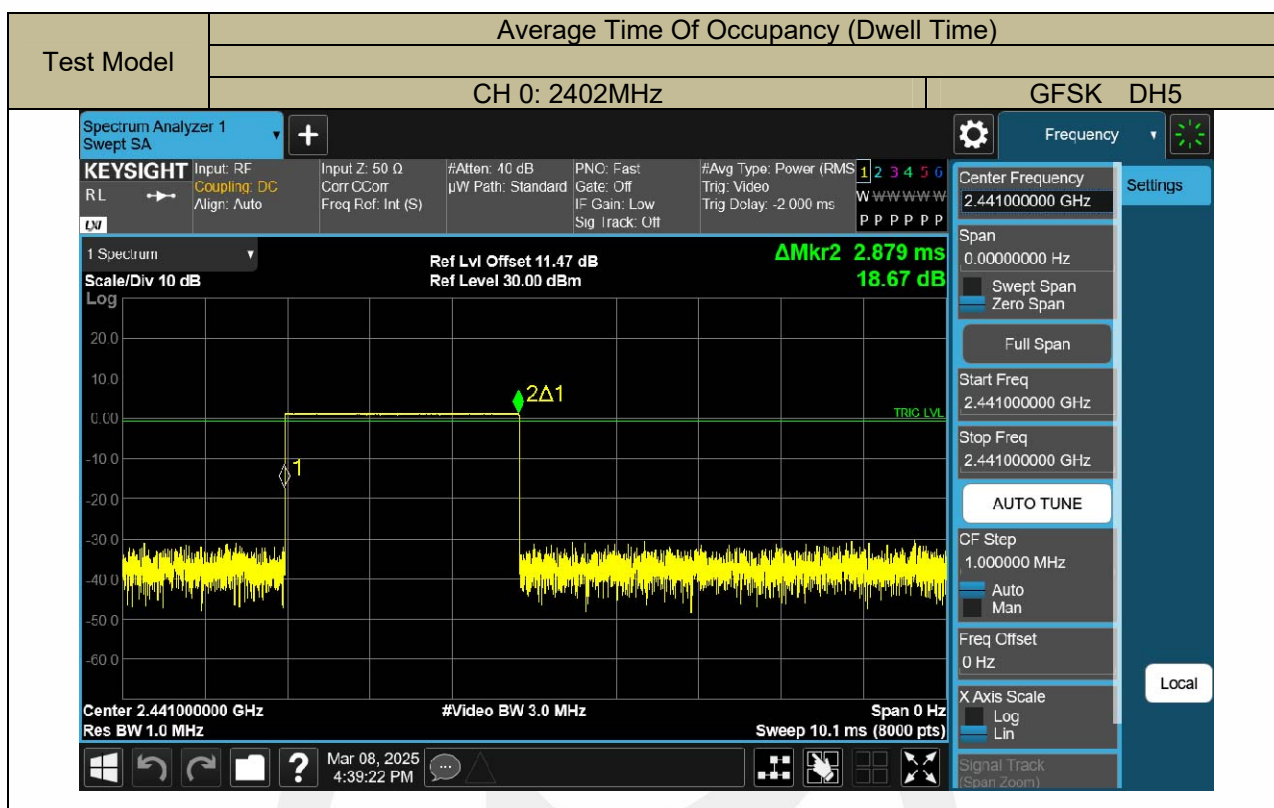 Test Model
Average Time Of Occupancy (Dwell Time)
CH 0: 2402MHz
GFSK DH5
Spectrum Analyzer 1
Swept SA
+
Frequency
KEYSIGHT
RL
LXI
Input: RF
Coupling: DC
Align: Auto
Input Z: 50 Ω
Corr CCorr
Freq Ref: Int (S)
#Atten: 40 dB
µW Path: Standard
PNO: Fast
Gate: Off
IF Gain: Low
Sig Track: Off
#Avg Type: Power (RMS
Trig: Video
Trig Delay: -2.000 ms
1 2 3 4 5 6
W W W W W W
P P P P P P
1 Spectrum
Scale/Div 10 dB
Log
Ref Lvl Offset 11.47 dB
Ref Level 30.00 dBm
ΔMkr2 2.879 ms
18.67 dB
20.0
10.0
0.00
-10.0
-20.0
-30.0
-40.0
-50.0
-60.0
2Δ1
1
TRIG LVL
Center 2.441000000 GHz
Res BW 1.0 MHz
#Video BW 3.0 MHz
Span 0 Hz
Sweep 10.1 ms (8000 pts)
Center Frequency
2.441000000 GHz
Span
0.00000000 Hz
Swept Span
Zero Span
Full Span
Start Freq
2.441000000 GHz
Stop Freq
2.441000000 GHz
AUTO TUNE
CF Step
1.000000 MHz
Auto
Man
Freq Offset
0 Hz
X Axis Scale
Log
Lin
Signal Track
(Span Zoom)
Settings
Local
?
Mar 08, 2025
4:39:22 PM